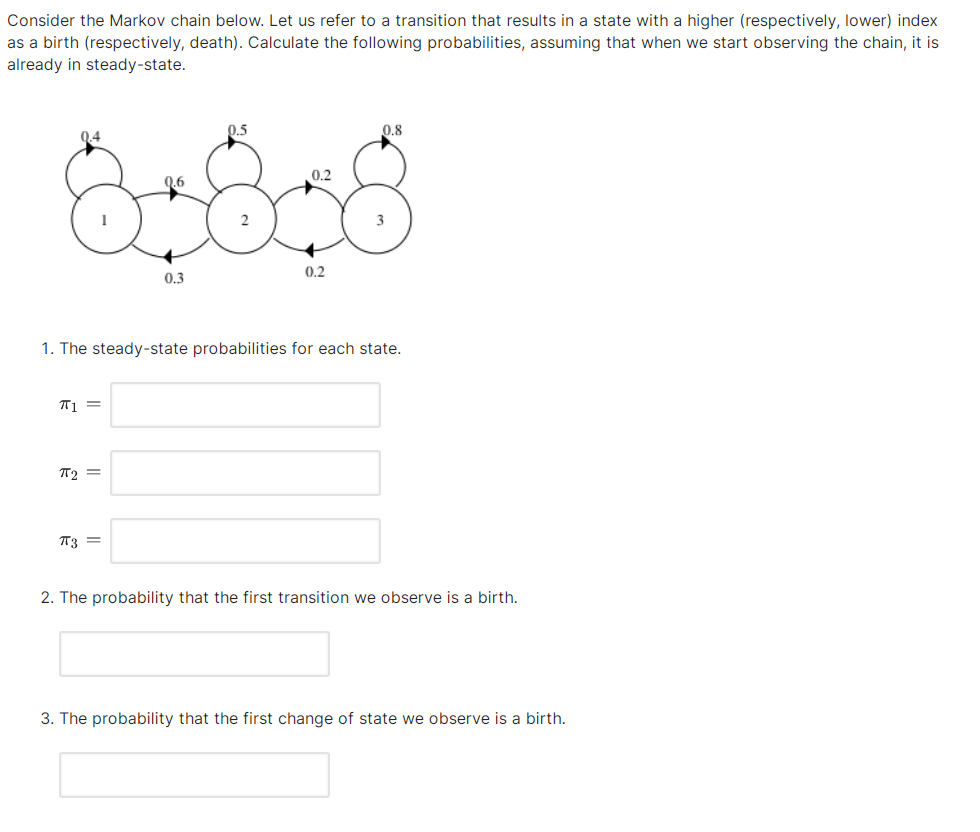 Consider the Markov chain below. Let us refer to a transition that results in a state with a higher (respectively, lower) index
as a birth (respectively, death). Calculate the following probabilities, assuming that when we start observing the chain, it is
already in steady-state.
0.4
0.5
0.8
0.6
0.2
1
2
3
0.3
0.2
1. The steady-state probabilities for each state.
π1 =
π2 =
π3 =
2. The probability that the first transition we observe is a birth.
3. The probability that the first change of state we observe is a birth.